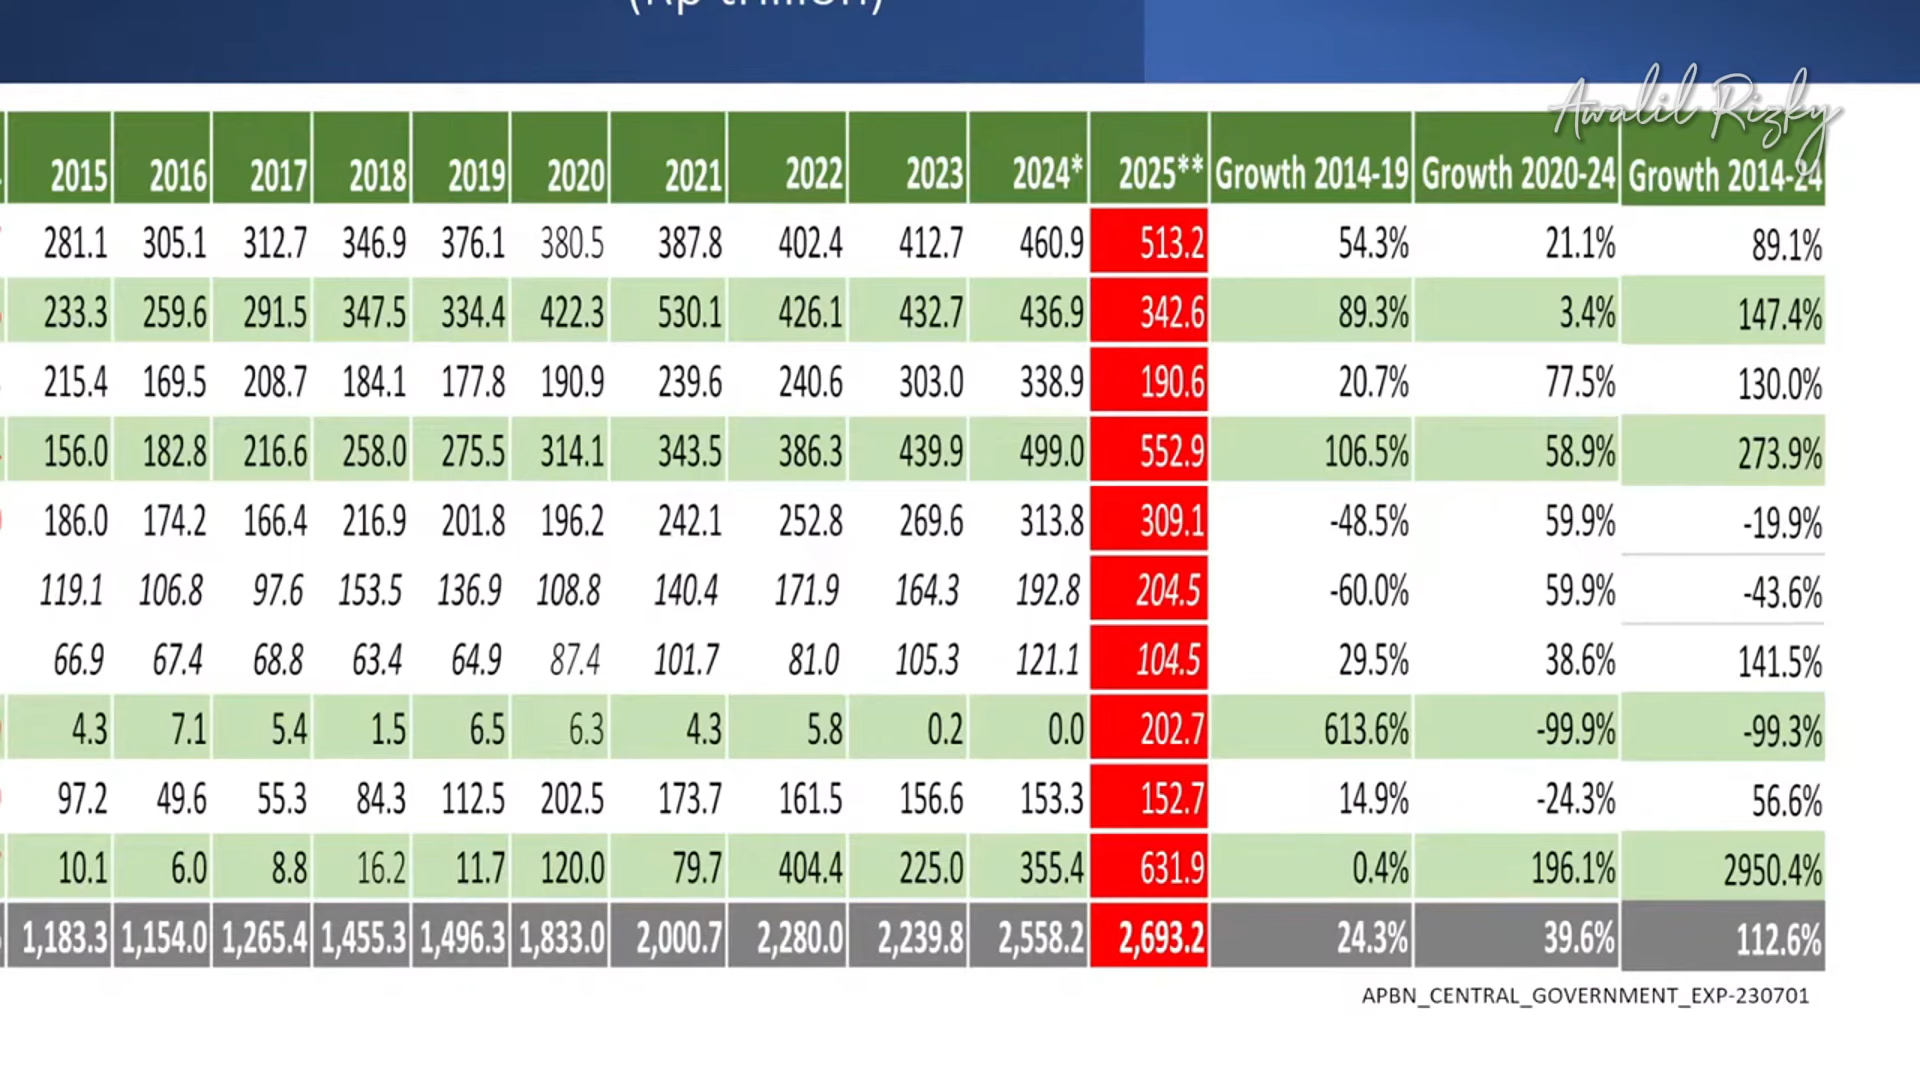 (Rp trillion)
Awalil Rizky
2015 2016 2017 2018 2019 2020 2021 2022 2023 2024* 2025** Growth 2014-19 Growth 2020-24 Growth 2014-24
281.1 305.1 312.7 346.9 376.1 380.5 387.8 402.4 412.7 460.9 513.2 54.3% 21.1% 89.1%
233.3 259.6 291.5 347.5 334.4 422.3 530.1 426.1 432.7 436.9 342.6 89.3% 3.4% 147.4%
215.4 169.5 208.7 184.1 177.8 190.9 239.6 240.6 303.0 338.9 190.6 20.7% 77.5% 130.0%
156.0 182.8 216.6 258.0 275.5 314.1 343.5 386.3 439.9 499.0 552.9 106.5% 58.9% 273.9%
186.0 174.2 166.4 216.9 201.8 196.2 242.1 252.8 269.6 313.8 309.1 -48.5% 59.9% -19.9%
119.1 106.8 97.6 153.5 136.9 108.8 140.4 171.9 164.3 192.8 204.5 -60.0% 59.9% -43.6%
66.9 67.4 68.8 63.4 64.9 87.4 101.7 81.0 105.3 121.1 104.5 29.5% 38.6% 141.5%
4.3 7.1 5.4 1.5 6.5 6.3 4.3 5.8 0.2 0.0 202.7 613.6% -99.9% -99.3%
97.2 49.6 55.3 84.3 112.5 202.5 173.7 161.5 156.6 153.3 152.7 14.9% -24.3% 56.6%
10.1 6.0 8.8 16.2 11.7 120.0 79.7 404.4 225.0 355.4 631.9 0.4% 196.1% 2950.4%
1,183.3 1,154.0 1,265.4 1,455.3 1,496.3 1,833.0 2,000.7 2,280.0 2,239.8 2,558.2 2,693.2 24.3% 39.6% 112.6%
APBN_CENTRAL_GOVERNMENT_EXP-230701